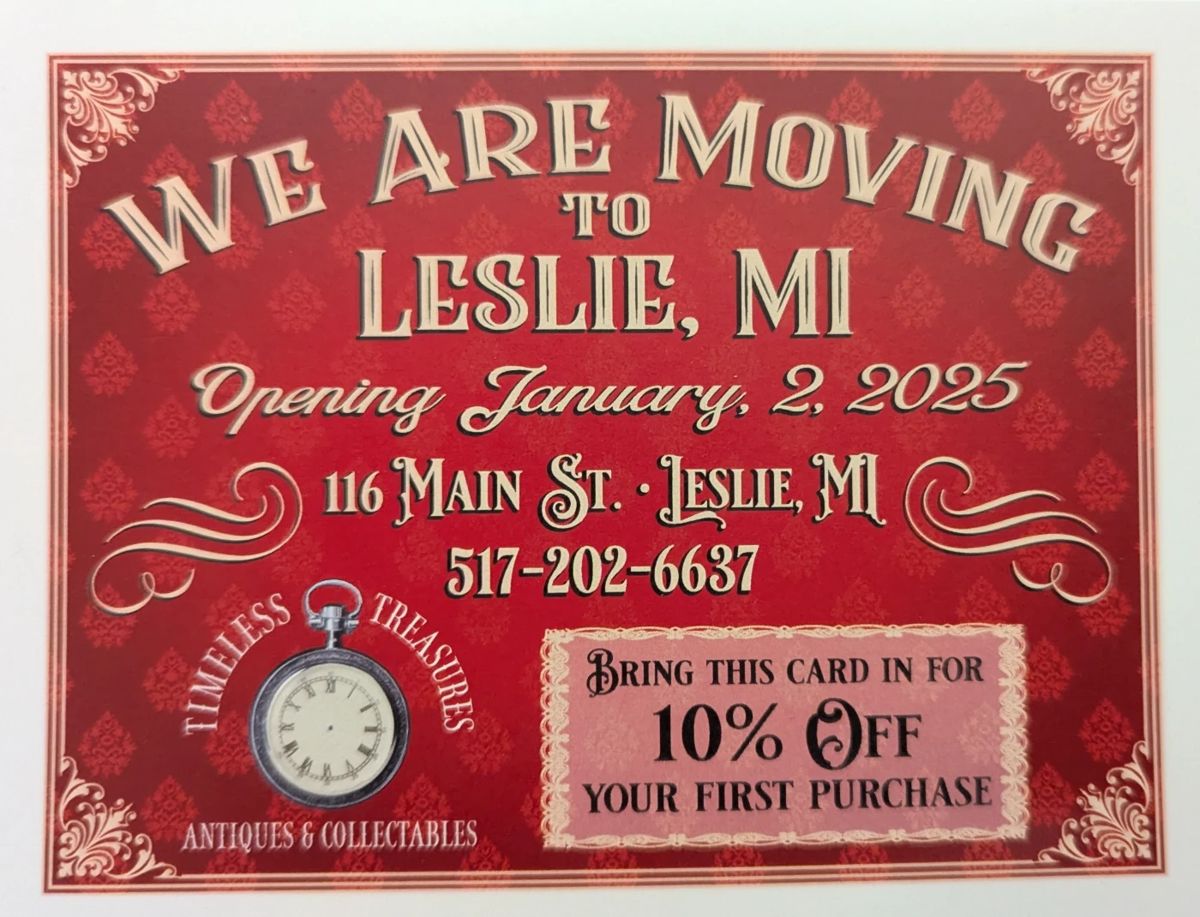 WE ARE MOVING
TO
LESLIE, MI
Opening January, 2, 2025
116 MAIN ST. · LESLIE, MI
517-202-6637
TIMELESS TREASURES
ANTIQUES & COLLECTABLES
BRING THIS CARD IN FOR
10% OFF
YOUR FIRST PURCHASE